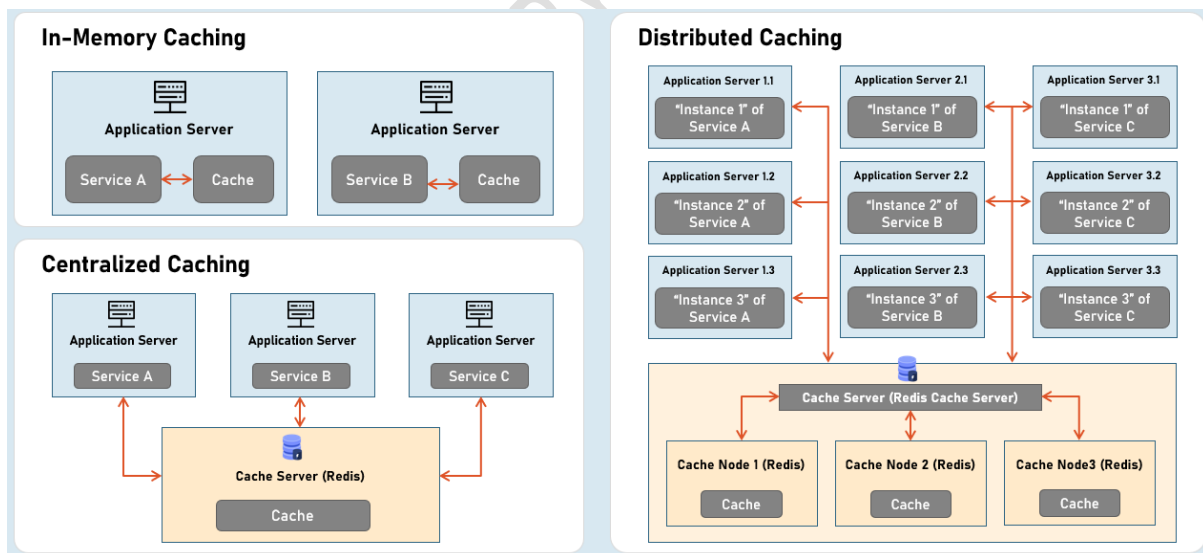 In-Memory Caching
Application Server
Service A
Cache
Application Server
Service B
Cache
Centralized Caching
Application Server
Service A
Application Server
Service B
Application Server
Service C
Cache Server (Redis)
Cache
Distributed Caching
Application Server 1.1
“Instance 1” of
Service A
Application Server 2.1
“Instance 1” of
Service B
Application Server 3.1
“Instance 1” of
Service C
Application Server 1.2
“Instance 2” of
Service A
Application Server 2.2
“Instance 2” of
Service B
Application Server 3.2
“Instance 2” of
Service C
Application Server 1.3
“Instance 3” of
Service A
Application Server 2.3
“Instance 3” of
Service B
Application Server 3.3
“Instance 3” of
Service C
Cache Server (Redis Cache Server)
Cache Node 1 (Redis)
Cache
Cache Node 2 (Redis)
Cache
Cache Node3 (Redis)
Cache